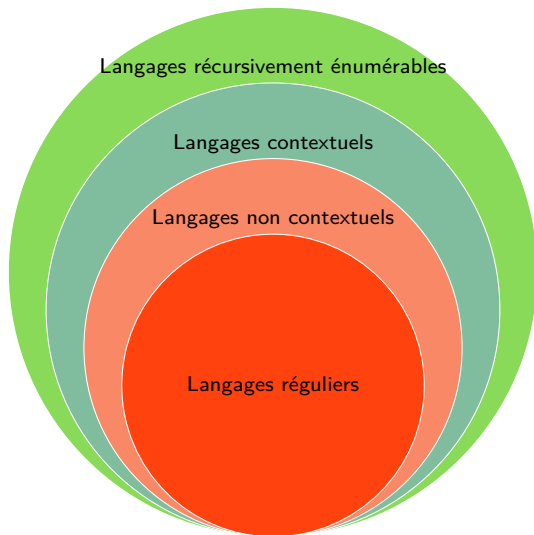 Langages récursivement énumérables
Langages contextuels
Langages non contextuels
Langages réguliers